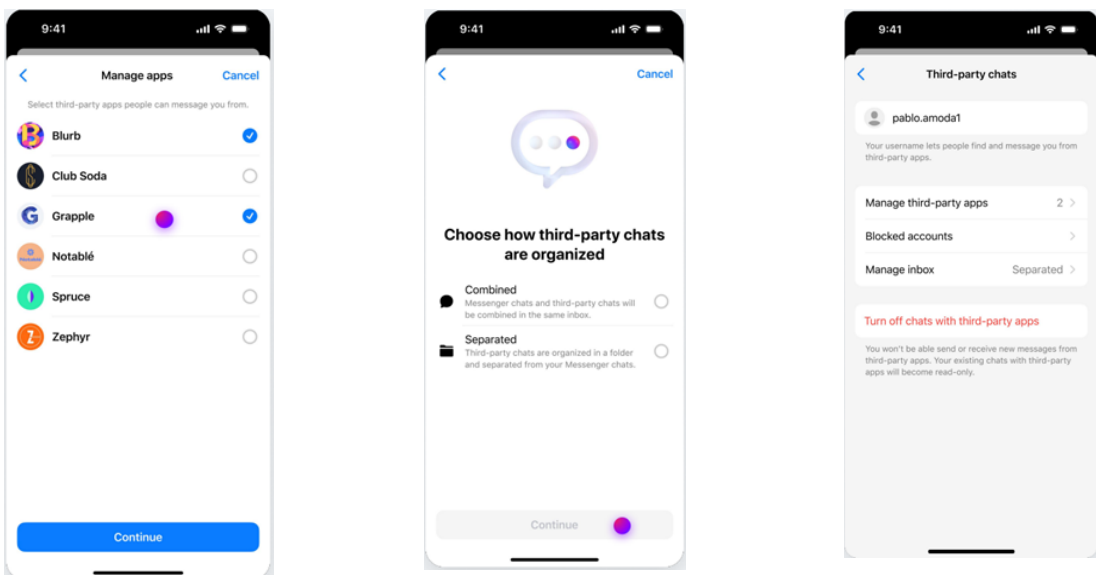 9:41
Manage apps
Cancel
Select third-party apps people can message you from.
Blurb
Club Soda
Grapple
Notablé
Spruce
Zephyr
Continue
9:41
Cancel
Choose how third-party chats
are organized
Combined
Messenger chats and third-party chats will
be combined in the same inbox.
Separated
Third-party chats are organized in a folder
and separated from your Messenger chats.
Continue
9:41
Third-party chats
pablo.amoda1
Your username lets people find and message you from
third-party apps.
Manage third-party apps 2
Blocked accounts
Manage inbox Separated
Turn off chats with third-party apps
You won't be able send or receive new messages from
third-party apps. Your existing chats with third-party
apps will become read-only.